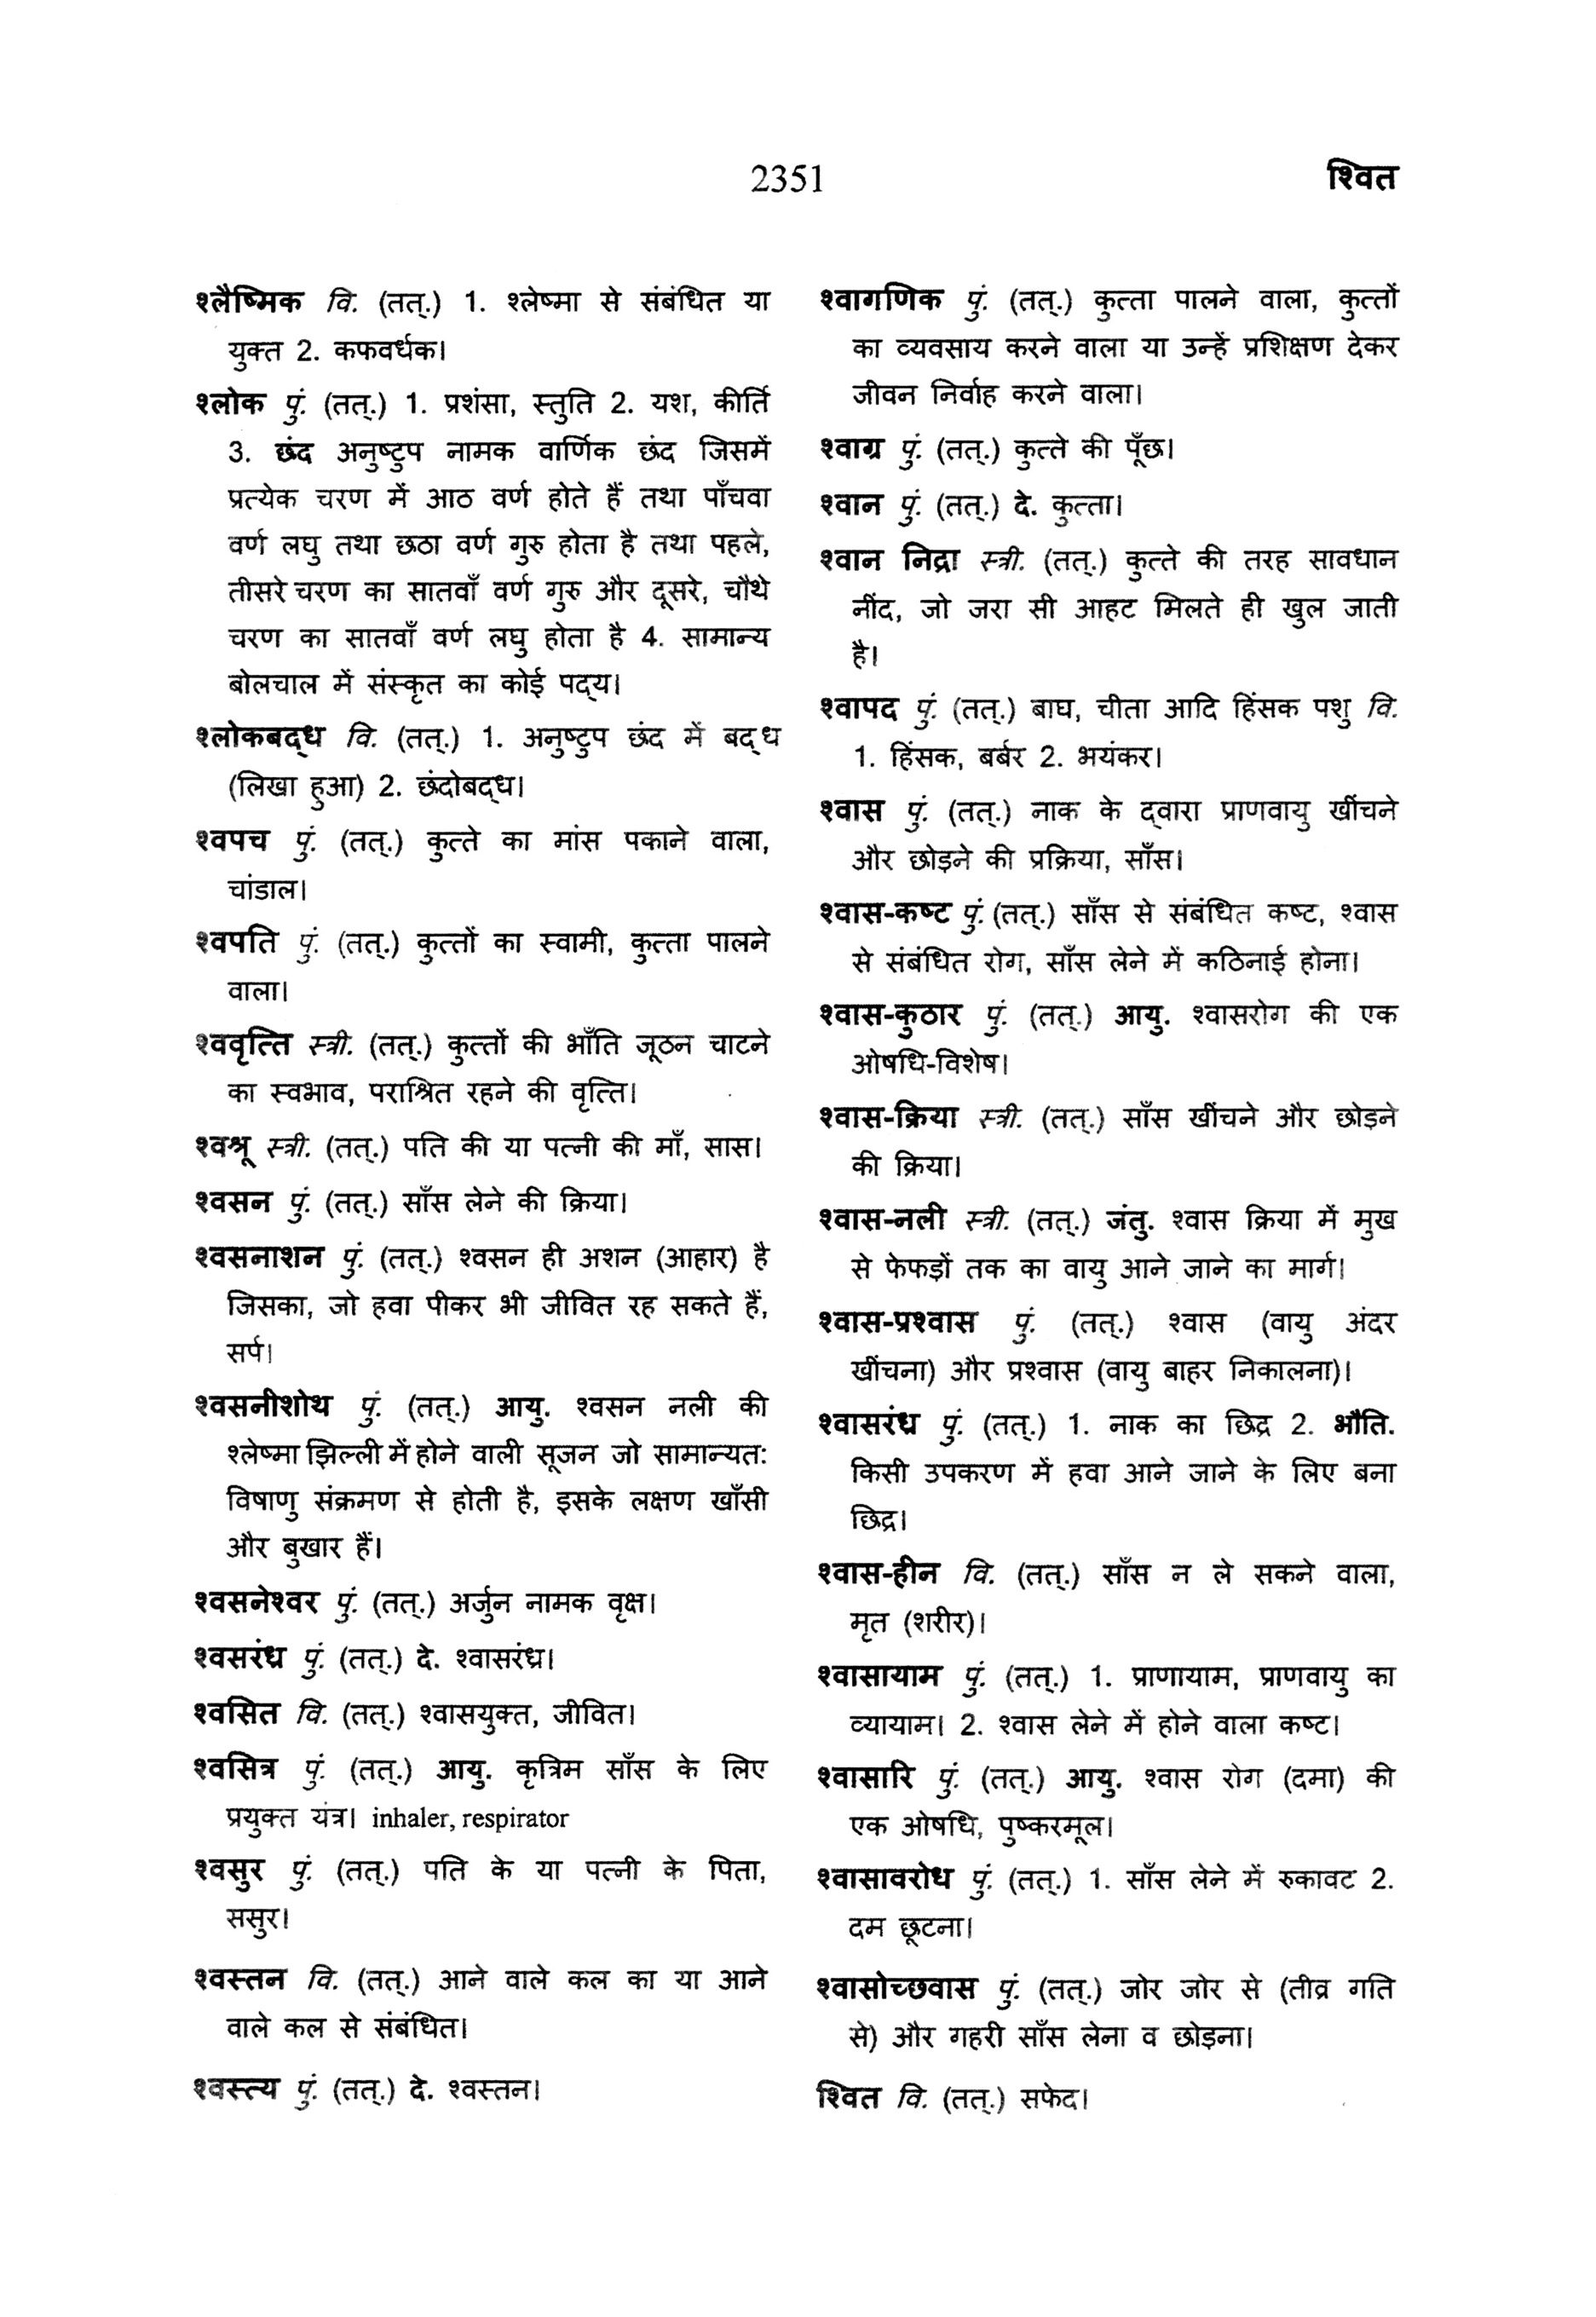 2351
श्वित
श्लैष्मिक वि. (तत्.) 1. श्लेष्मा से संबंधित या
युक्त 2. कफवर्धक।
श्लोक पुं. (तत्.) 1. प्रशंसा, स्तुति 2. यश, कीर्ति
3. छंद अनुष्टुप नामक वार्णिक छंद जिसमें
प्रत्येक चरण में आठ वर्ण होते हैं तथा पाँचवा
वर्ण लघु तथा छठा वर्ण गुरु होता है तथा पहले,
तीसरे चरण का सातवाँ वर्ण गुरु और दूसरे, चौथे
चरण का सातवाँ वर्ण लघु होता है 4. सामान्य
बोलचाल में संस्कृत का कोई पद्‍य।
श्लोकबद्‍ध वि. (तत्.) 1. अनुष्टुप छंद में बद्‍ध
(लिखा हुआ) 2. छंदोबद्‍ध।
श्वपच पुं. (तत्.) कुत्ते का मांस पकाने वाला,
चांडाल।
श्वपति पुं. (तत्.) कुत्तों का स्वामी, कुत्ता पालने
वाला।
श्ववृत्ति स्त्री. (तत्.) कुत्तों की भाँति जूठन चाटने
का स्वभाव, पराश्रित रहने की वृत्ति।
श्वश्रू स्त्री. (तत्.) पति की या पत्नी की माँ, सास।
श्वसन पुं. (तत्.) साँस लेने की क्रिया।
श्वसनाशन पुं. (तत्.) श्वसन ही अशन (आहार) है
जिसका, जो हवा पीकर भी जीवित रह सकते हैं,
सर्प।
श्वसनीशोथ पुं. (तत्.) आयु. श्वसन नली की
श्लेष्मा झिल्ली में होने वाली सूजन जो सामान्यत:
विषाणु संक्रमण से होती है, इसके लक्षण खाँसी
और बुखार हैं।
श्वसनेश्वर पुं. (तत्.) अर्जुन नामक वृक्ष।
श्वसरंध्र पुं. (तत्.) दे. श्वासरंध्र।
श्वसित वि. (तत्.) श्वासयुक्त, जीवित।
श्वसित्र पुं. (तत्.) आयु. कृत्रिम साँस के लिए
प्रयुक्त यंत्र। inhaler, respirator
श्वसुर पुं. (तत्.) पति के या पत्नी के पिता,
ससुर।
श्वस्तन वि. (तत्.) आने वाले कल का या आने
वाले कल से संबंधित।
श्वस्त्य पुं. (तत्.) दे. श्वस्तन।
श्वागणिक पुं. (तत्.) कुत्ता पालने वाला, कुत्तों
का व्यवसाय करने वाला या उन्हें प्रशिक्षण देकर
जीवन निर्वाह करने वाला।
श्वाग्र पुं. (तत्.) कुत्ते की पूँछ।
श्वान पुं. (तत्.) दे. कुत्ता।
श्वान निद्रा स्त्री. (तत्.) कुत्ते की तरह सावधान
नींद, जो जरा सी आहट मिलते ही खुल जाती
है।
श्वापद पुं. (तत्.) बाघ, चीता आदि हिंसक पशु वि.
1. हिंसक, बर्बर 2. भयंकर।
श्वास पुं. (तत्.) नाक के द्‍वारा प्राणवायु खींचने
और छोड़ने की प्रक्रिया, साँस।
श्वास-कष्ट पुं. (तत्.) साँस से संबंधित कष्ट, श्वास
से संबंधित रोग, साँस लेने में कठिनाई होना।
श्वास-कुठार पुं. (तत्.) आयु. श्वासरोग की एक
ओषधि-विशेष।
श्वास-क्रिया स्त्री. (तत्.) साँस खींचने और छोड़ने
की क्रिया।
श्वास-नली स्त्री. (तत्.) जंतु. श्वास क्रिया में मुख
से फेफड़ों तक का वायु आने जाने का मार्ग।
श्वास-प्रश्वास पुं. (तत्.) श्वास (वायु अंदर
खींचना) और प्रश्वास (वायु बाहर निकालना)।
श्वासरंध्र पुं. (तत्.) 1. नाक का छिद्र 2. भौति.
किसी उपकरण में हवा आने जाने के लिए बना
छिद्र।
श्वास-हीन वि. (तत्.) साँस न ले सकने वाला,
मृत (शरीर)।
श्वासायाम पुं. (तत्.) 1. प्राणायाम, प्राणवायु का
व्यायाम। 2. श्वास लेने में होने वाला कष्ट।
श्वासारि पुं. (तत्.) आयु. श्वास रोग (दमा) की
एक ओषधि, पुष्करमूल।
श्वासावरोध पुं. (तत्.) 1. साँस लेने में रुकावट 2.
दम छूटना।
श्वासोच्छवास पुं. (तत्.) जोर जोर से (तीव्र गति
से) और गहरी साँस लेना व छोड़ना।
श्वित वि. (तत्.) सफेद।